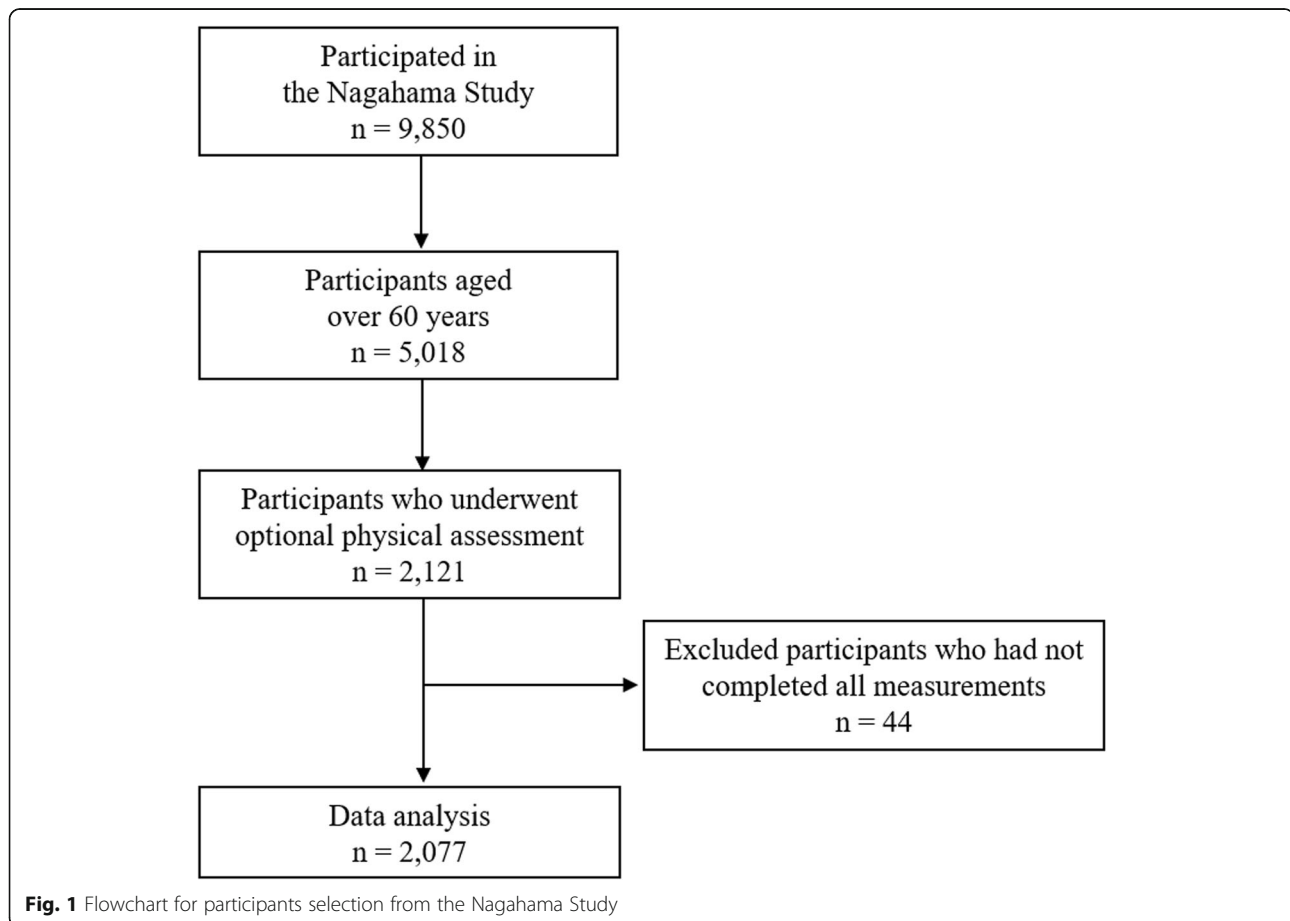 Participated in
the Nagahama Study
n = 9,850
Participants aged
over 60 years
n = 5,018
Participants who underwent
optional physical assessment
n = 2,121
Excluded participants who had not
completed all measurements
n = 44
Data analysis
n = 2,077
Fig. 1 Flowchart for participants selection from the Nagahama Study